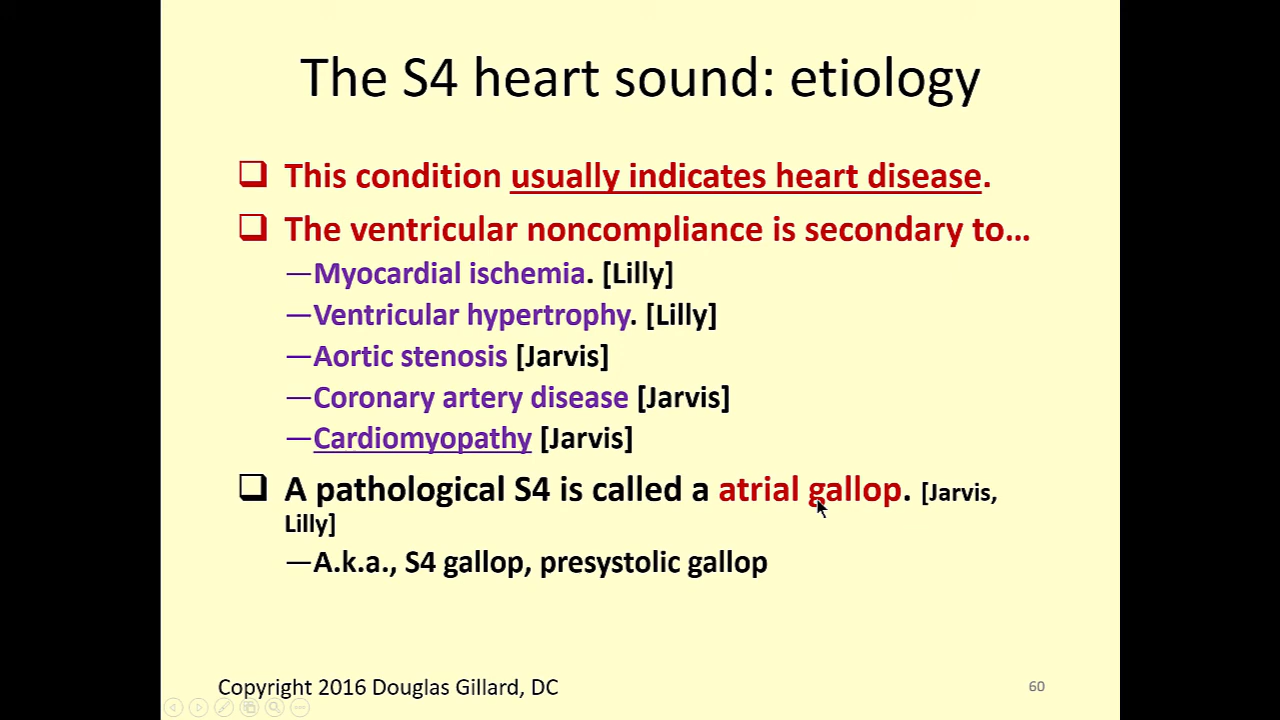 The S4 heart sound: etiology
❑ This condition usually indicates heart disease.
❑ The ventricular noncompliance is secondary to…
—Myocardial ischemia. [Lilly]
—Ventricular hypertrophy. [Lilly]
—Aortic stenosis [Jarvis]
—Coronary artery disease [Jarvis]
—Cardiomyopathy [Jarvis]
❑ A pathological S4 is called a atrial gallop. [Jarvis,
Lilly]
—A.k.a., S4 gallop, presystolic gallop
Copyright 2016 Douglas Gillard, DC
60